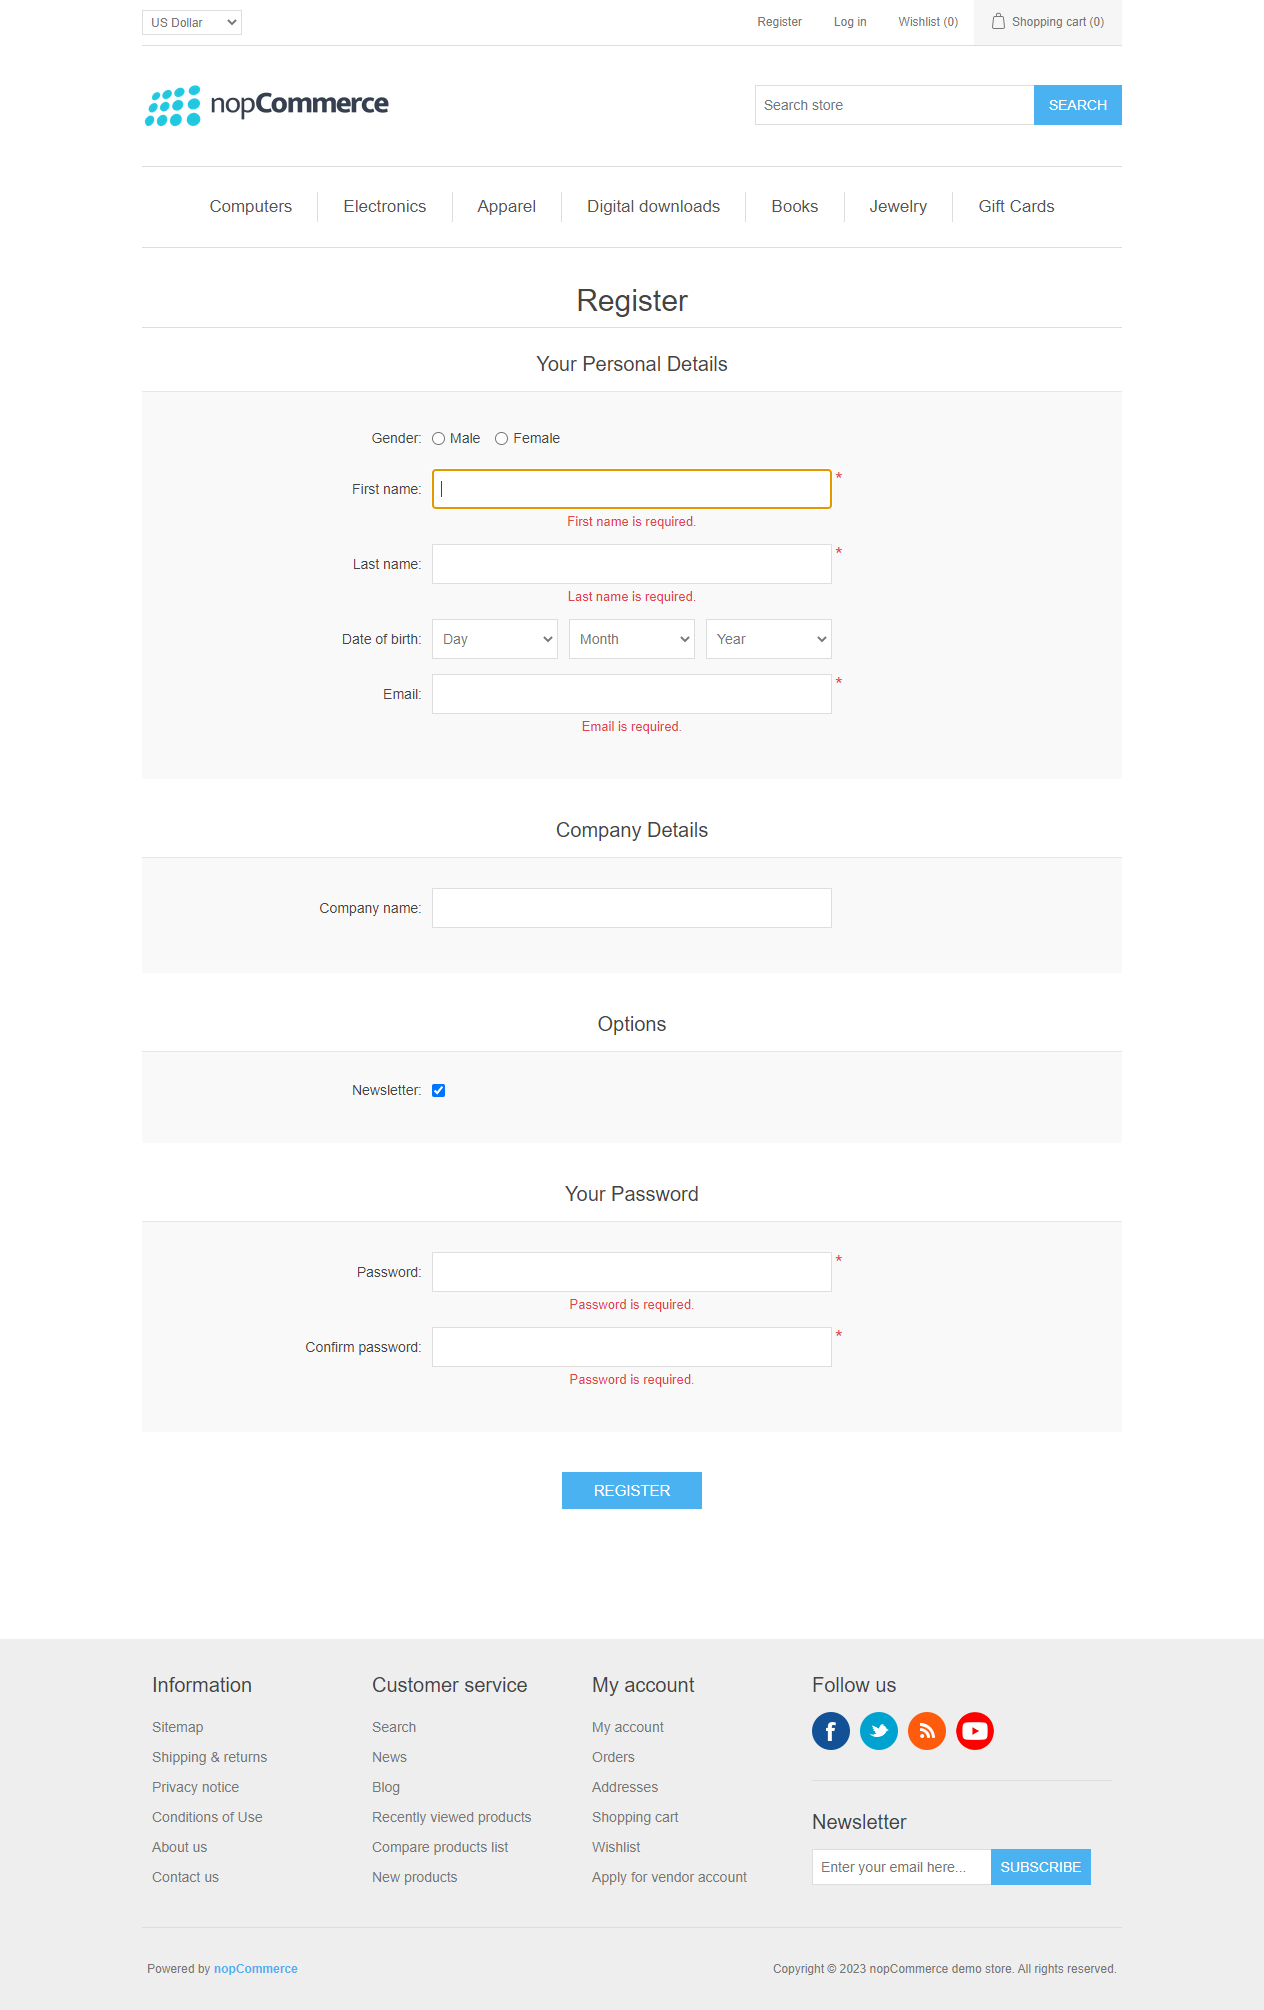 US Dollar Register Log in Wishlist (0) Shopping cart (0)
nopCommerce Search store SEARCH
Computers Electronics Apparel Digital downloads Books Jewelry Gift Cards
Register
Your Personal Details
Gender: Male Female
First name: *
First name is required.
Last name: *
Last name is required.
Date of birth: Day Month Year
Email: *
Email is required.
Company Details
Company name:
Options
Newsletter:
Your Password
Password: *
Password is required.
Confirm password: *
Password is required.
REGISTER
Information
Sitemap
Shipping & returns
Privacy notice
Conditions of Use
About us
Contact us
Customer service
Search
News
Blog
Recently viewed products
Compare products list
New products
My account
My account
Orders
Addresses
Shopping cart
Wishlist
Apply for vendor account
Follow us
Newsletter
Enter your email here... SUBSCRIBE
Powered by nopCommerce
Copyright © 2023 nopCommerce demo store. All rights reserved.